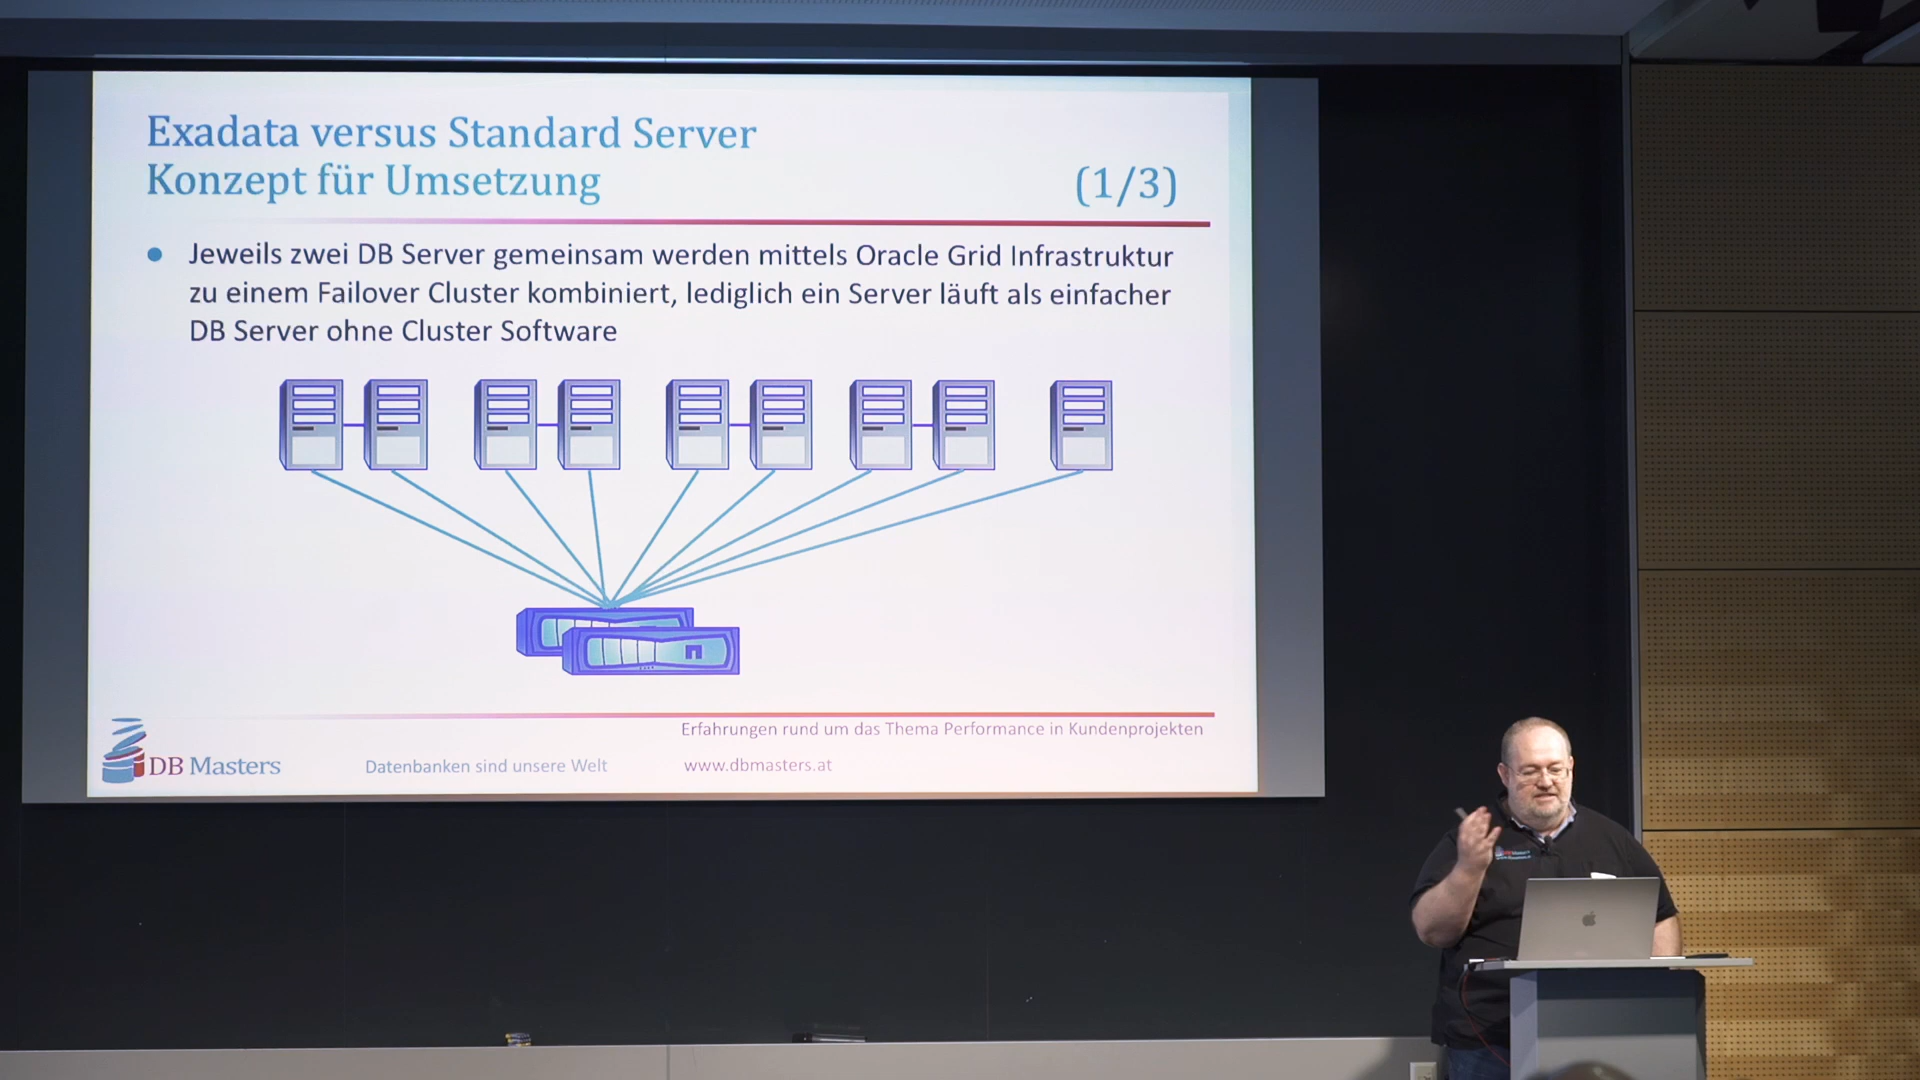 Exadata versus Standard Server
Konzept für Umsetzung (1/3)
Jeweils zwei DB Server gemeinsam werden mittels Oracle Grid Infrastruktur
zu einem Failover Cluster kombiniert, lediglich ein Server läuft als einfacher
DB Server ohne Cluster Software
Erfahrungen rund um das Thema Performance in Kundenprojekten
DB Masters
Datenbanken sind unsere Welt
www.dbmasters.at